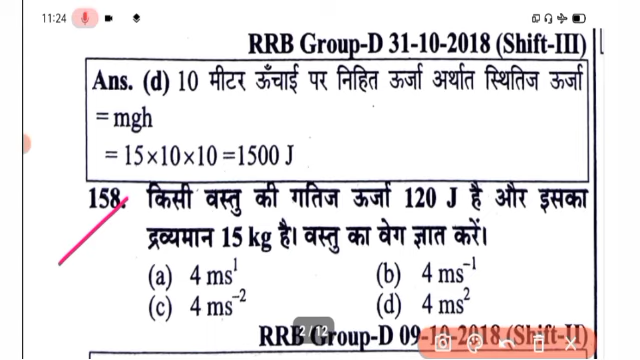 11:24
RRB Group-D 31-10-2018 (Shift-III)
Ans. (d) 10 मीटर ऊँचाई पर निहित ऊर्जा अर्थात स्थितिज ऊर्जा
= mgh
= 15×10×10 =1500 J
158. किसी वस्तु की गतिज ऊर्जा 120 J है और इसका
द्रव्यमान 15 kg है। वस्तु का वेग ज्ञात करें।
(a) 4 ms¹ (b) 4 ms⁻¹
(c) 4 ms⁻² (d) 4 ms²
2/12
RRB Group-D 09-10-2018 (Shift-II)